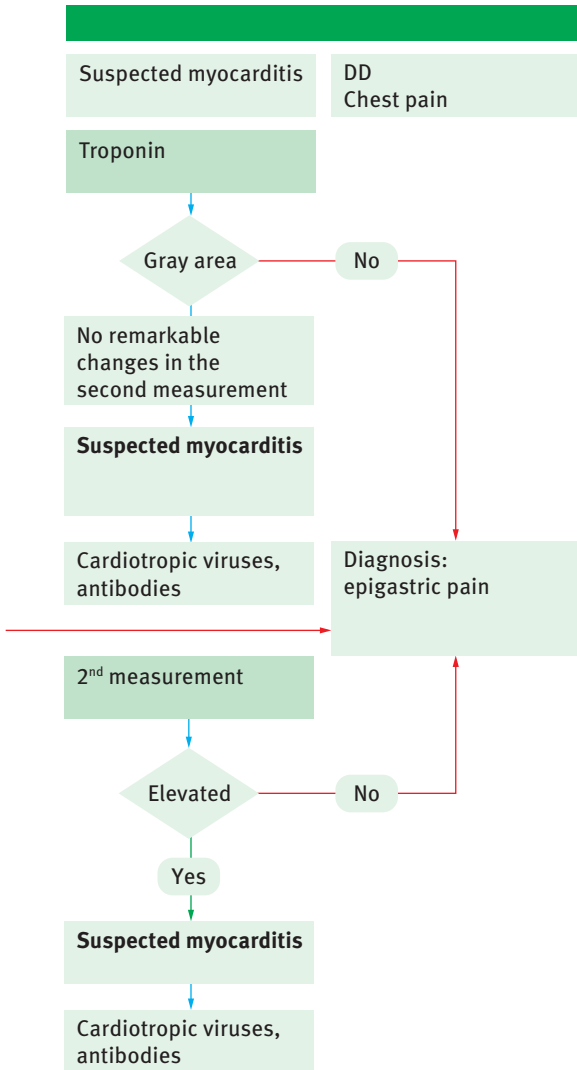 Suspected myocarditis
DD
Chest pain
Troponin
Gray area
No
No remarkable
changes in the
second measurement
Suspected myocarditis
Cardiotropic viruses,
antibodies
Diagnosis:
epigastric pain
2nd measurement
Elevated
No
Yes
Suspected myocarditis
Cardiotropic viruses,
antibodies